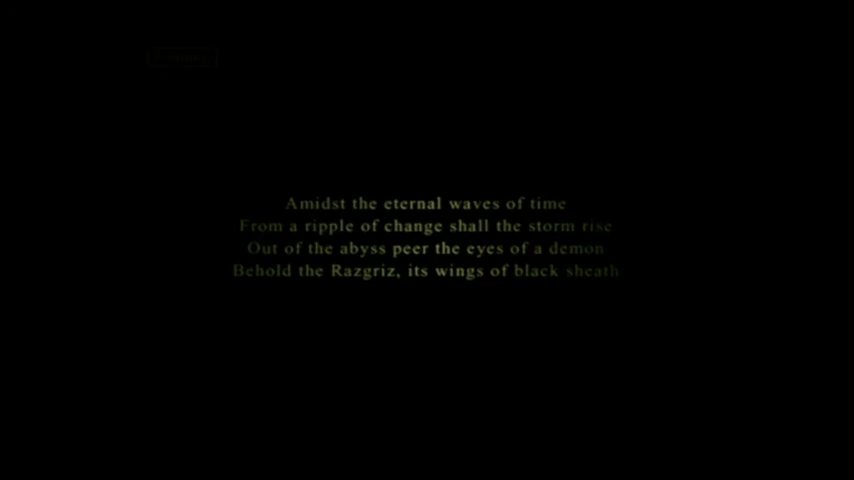 Amidst the eternal waves of time
From a ripple of change shall the storm rise
Out of the abyss peer the eyes of a demon
Behold the Razgriz, its wings of black sheath